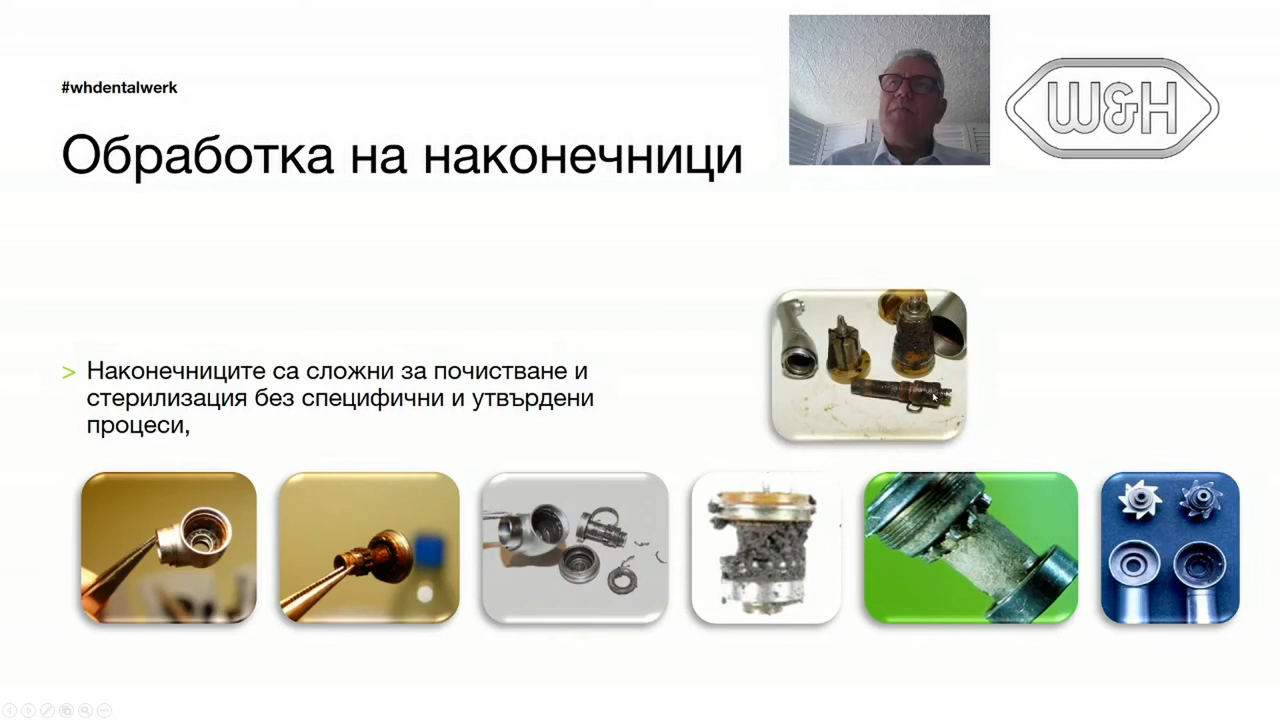 #whdentalwerk
W&H
Обработка на наконечници
> Наконечниците са сложни за почистване и
стерилизация без специфични и утвърдени
процеси,